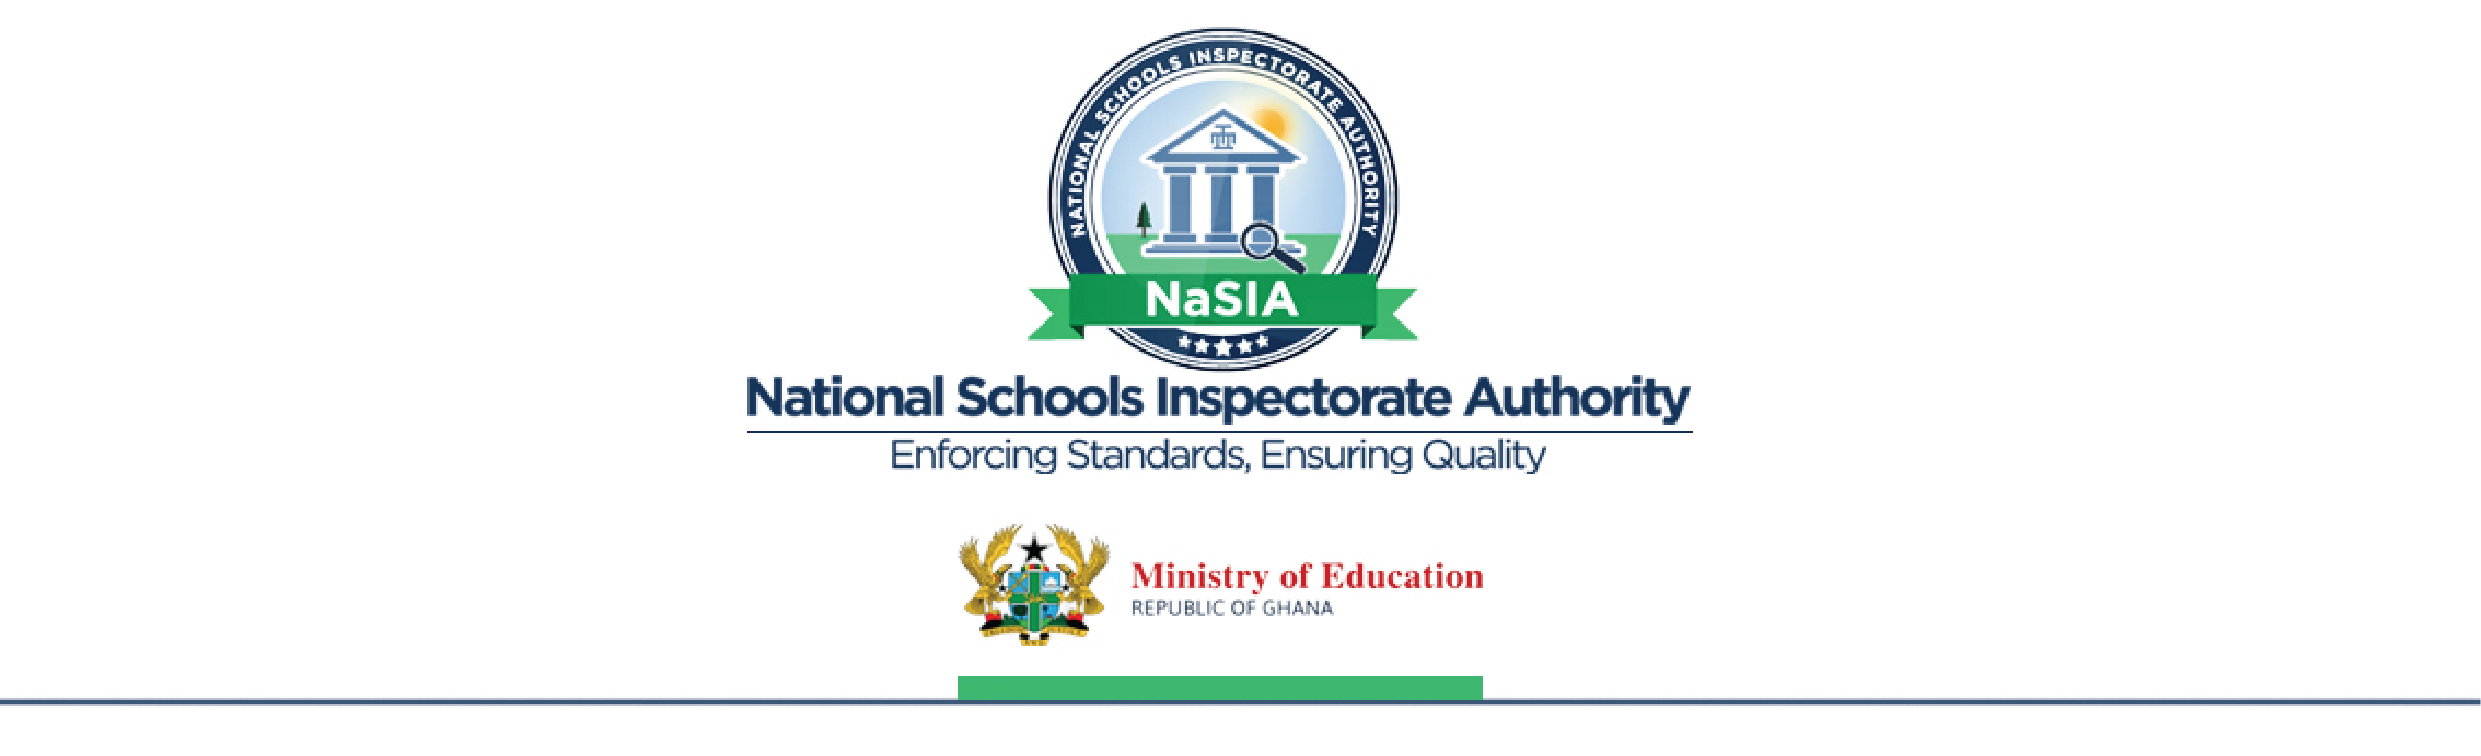 NATIONAL SCHOOLS INSPECTORATE AUTHORITY
NaSIA
National Schools Inspectorate Authority
Enforcing Standards, Ensuring Quality
Ministry of Education
REPUBLIC OF GHANA